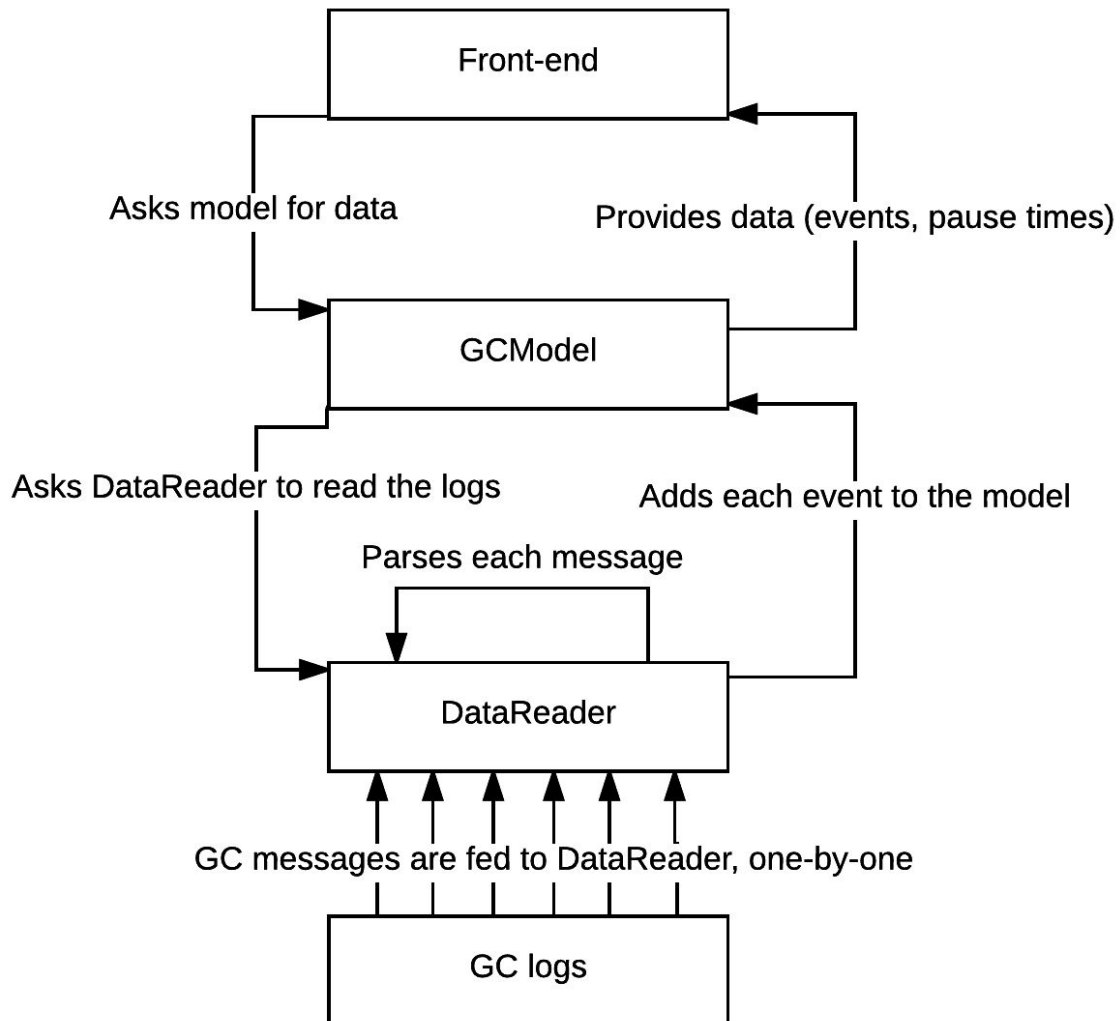 Front-end
Asks model for data
Provides data (events, pause times)
GCModel
Asks DataReader to read the logs
Adds each event to the model
Parses each message
DataReader
GC messages are fed to DataReader, one-by-one
GC logs